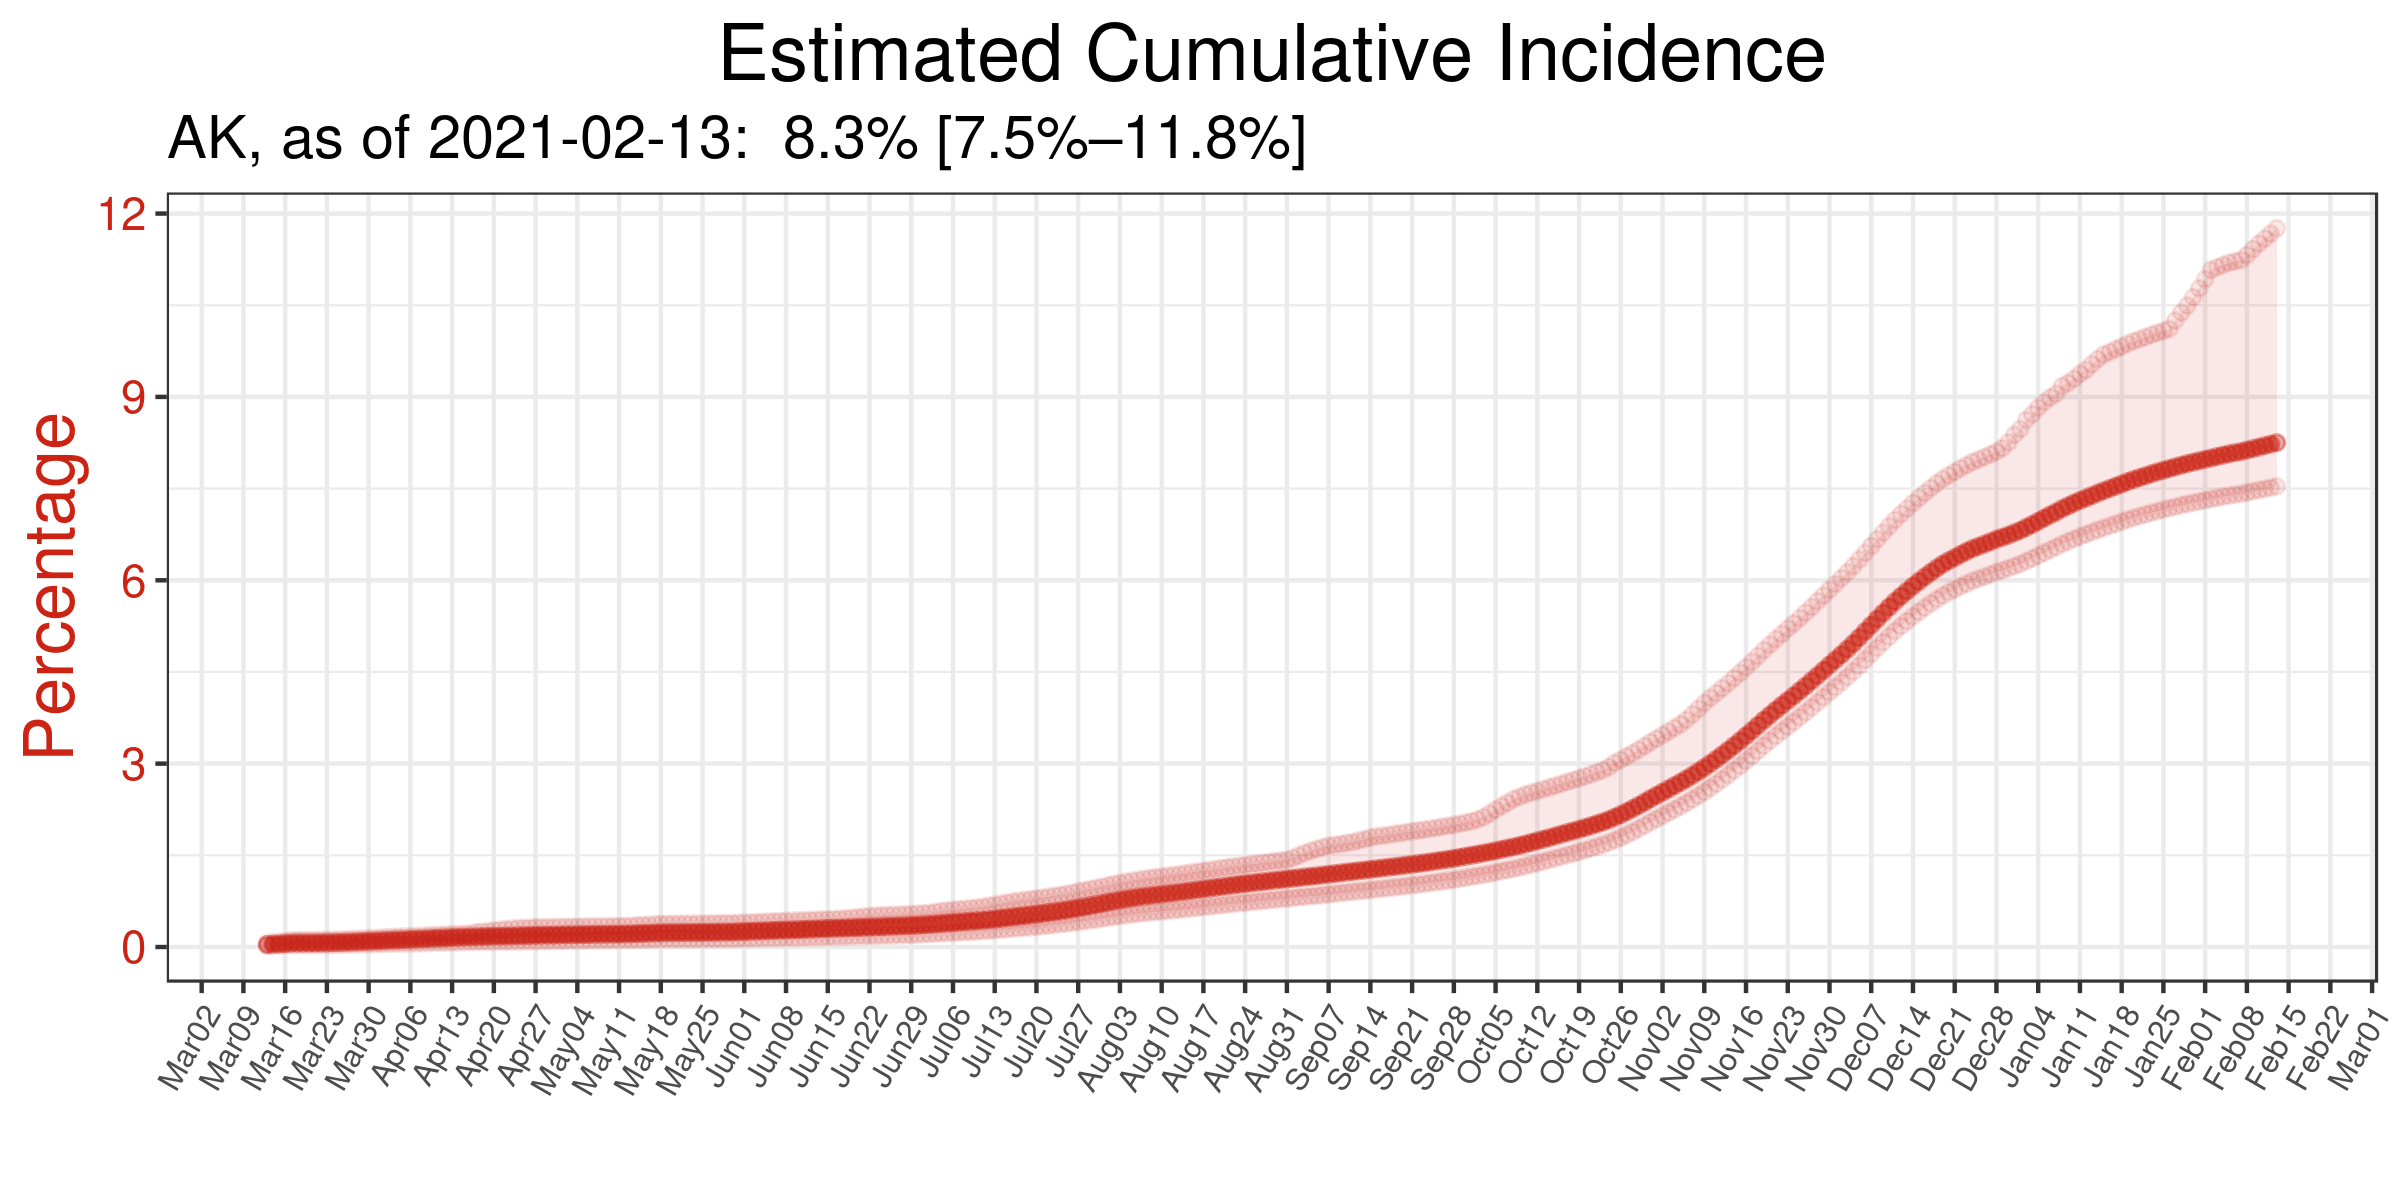 Estimated Cumulative Incidence
AK, as of 2021-02-13:  8.3% [7.5%–11.8%]
Percentage
12
9
6
3
0
Mar02
Mar09
Mar16
Mar23
Mar30
Apr06
Apr13
Apr20
Apr27
May04
May11
May18
May25
Jun01
Jun08
Jun15
Jun22
Jun29
Jul06
Jul13
Jul20
Jul27
Aug03
Aug10
Aug17
Aug24
Aug31
Sep07
Sep14
Sep21
Sep28
Oct05
Oct12
Oct19
Oct26
Nov02
Nov09
Nov16
Nov23
Nov30
Dec07
Dec14
Dec21
Dec28
Jan04
Jan11
Jan18
Jan25
Feb01
Feb08
Feb15
Feb22
Mar01